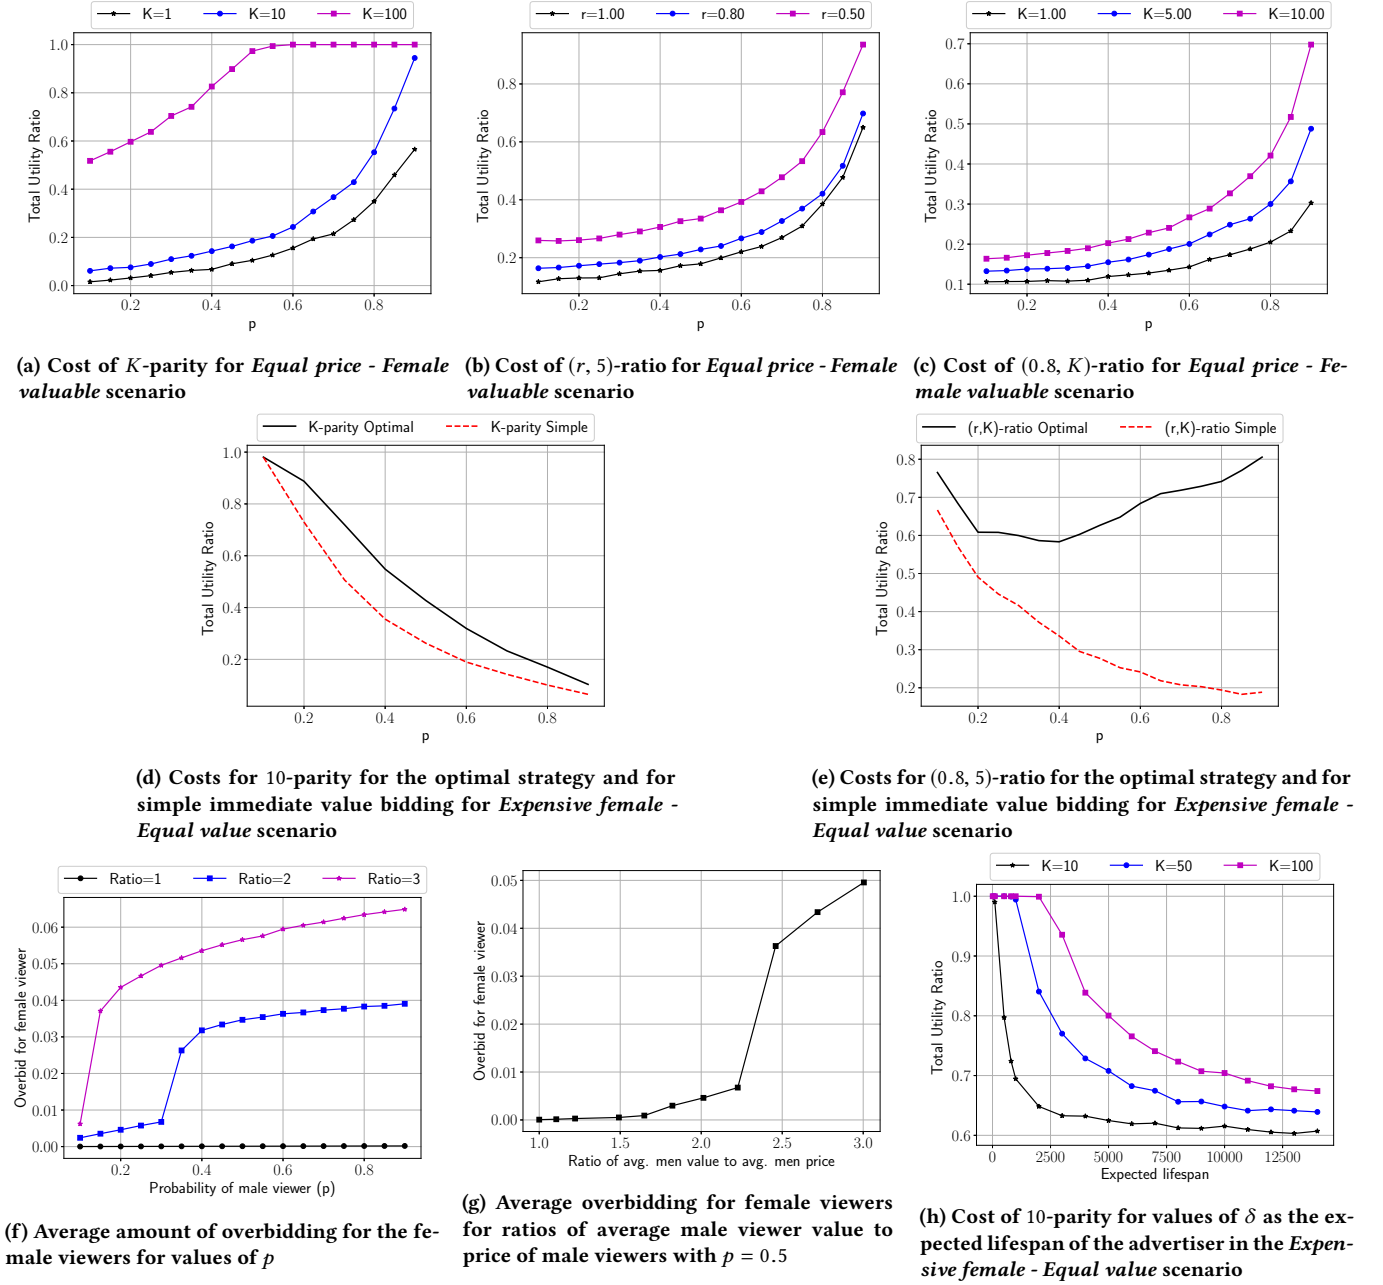 K=1 K=10 K=100
1.0
0.8
0.6
0.4
0.2
0.0
Total Utility Ratio
0.2 0.4 0.6 0.8
p
(a) Cost of K-parity for Equal price - Female
valuable scenario
r=1.00 r=0.80 r=0.50
0.8
0.6
0.4
0.2
Total Utility Ratio
0.2 0.4 0.6 0.8
p
(b) Cost of (r, 5)-ratio for Equal price - Female
valuable scenario
K=1.00 K=5.00 K=10.00
0.7
0.6
0.5
0.4
0.3
0.2
0.1
Total Utility Ratio
0.2 0.4 0.6 0.8
p
(c) Cost of (0.8, K)-ratio for Equal price - Fe-
male valuable scenario
K-parity Optimal K-parity Simple
1.0
0.8
0.6
0.4
0.2
Total Utility Ratio
0.2 0.4 0.6 0.8
p
(d) Costs for 10-parity for the optimal strategy and for
simple immediate value bidding for Expensive female -
Equal value scenario
(r,K)-ratio Optimal (r,K)-ratio Simple
0.8
0.7
0.6
0.5
0.4
0.3
0.2
Total Utility Ratio
0.2 0.4 0.6 0.8
p
(e) Costs for (0.8, 5)-ratio for the optimal strategy and for
simple immediate value bidding for Expensive female -
Equal value scenario
Ratio=1 Ratio=2 Ratio=3
0.06
0.05
0.04
0.03
0.02
0.01
0.00
Overbid for female viewer
0.2 0.4 0.6 0.8
Probability of male viewer (p)
(f) Average amount of overbidding for the fe-
male viewers for values of p
0.05
0.04
0.03
0.02
0.01
0.00
Overbid for female viewer
1.0 1.5 2.0 2.5 3.0
Ratio of avg. men value to avg. men price
(g) Average overbidding for female viewers
for ratios of average male viewer value to
price of male viewers with p = 0.5
K=10 K=50 K=100
1.0
0.9
0.8
0.7
0.6
Total Utility Ratio
0 2500 5000 7500 10000 12500
Expected lifespan
(h) Cost of 10-parity for values of δ as the ex-
pected lifespan of the advertiser in the Expen-
sive female - Equal value scenario